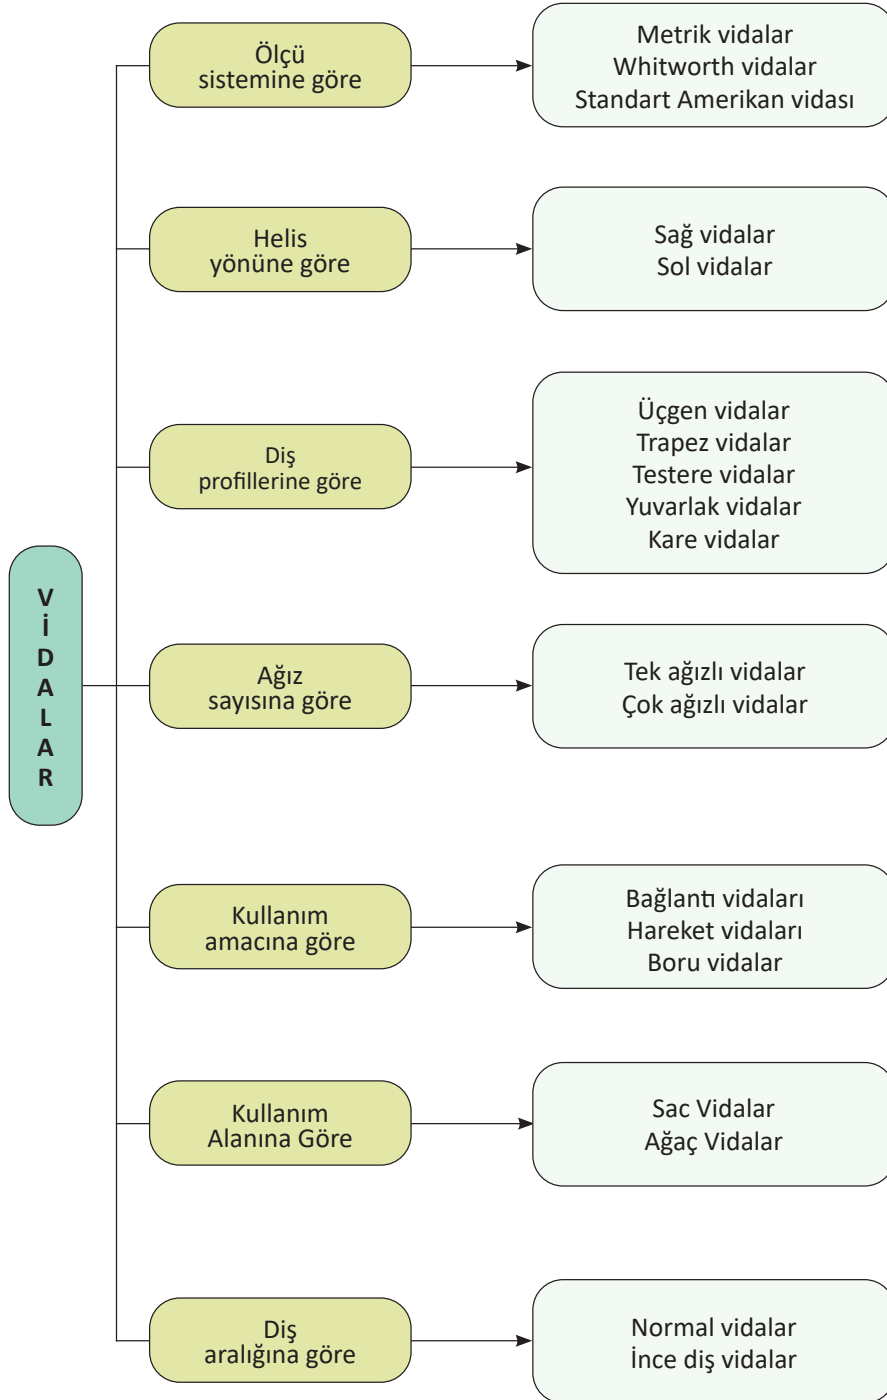 VİDALAR
Ölçü
sistemine göre
Metrik vidalar
Whitworth vidalar
Standart Amerikan vidası
Helis
yönüne göre
Sağ vidalar
Sol vidalar
Diş
profillerine göre
Üçgen vidalar
Trapez vidalar
Testere vidalar
Yuvarlak vidalar
Kare vidalar
Ağız
sayısına göre
Tek ağızlı vidalar
Çok ağızlı vidalar
Kullanım
amacına göre
Bağlantı vidaları
Hareket vidaları
Boru vidalar
Kullanım
Alanına Göre
Sac Vidalar
Ağaç Vidalar
Diş
aralığına göre
Normal vidalar
İnce diş vidalar